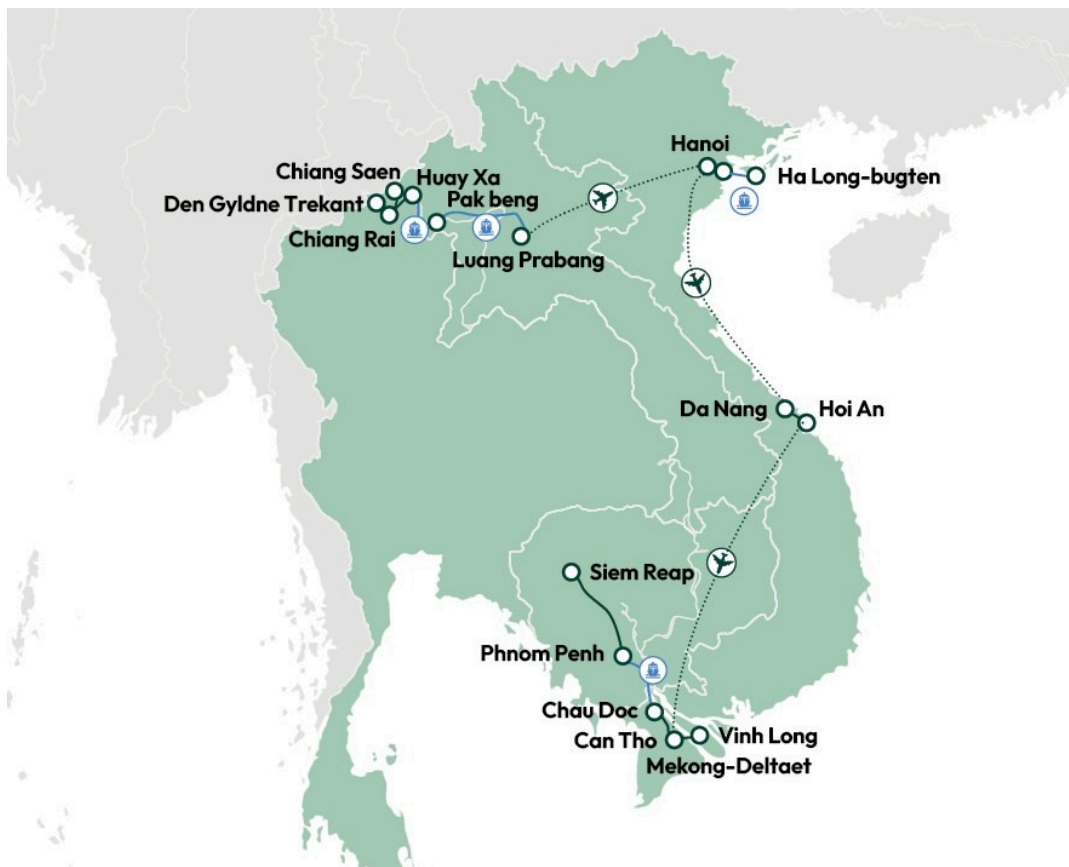 Hanoi
Ha Long-bugten
Chiang Saen
Huay Xa
Den Gyldne Trekant
Pak beng
Chiang Rai
Luang Prabang
Da Nang
Hoi An
Siem Reap
Phnom Penh
Chau Doc
Can Tho
Vinh Long
Mekong-Deltaet